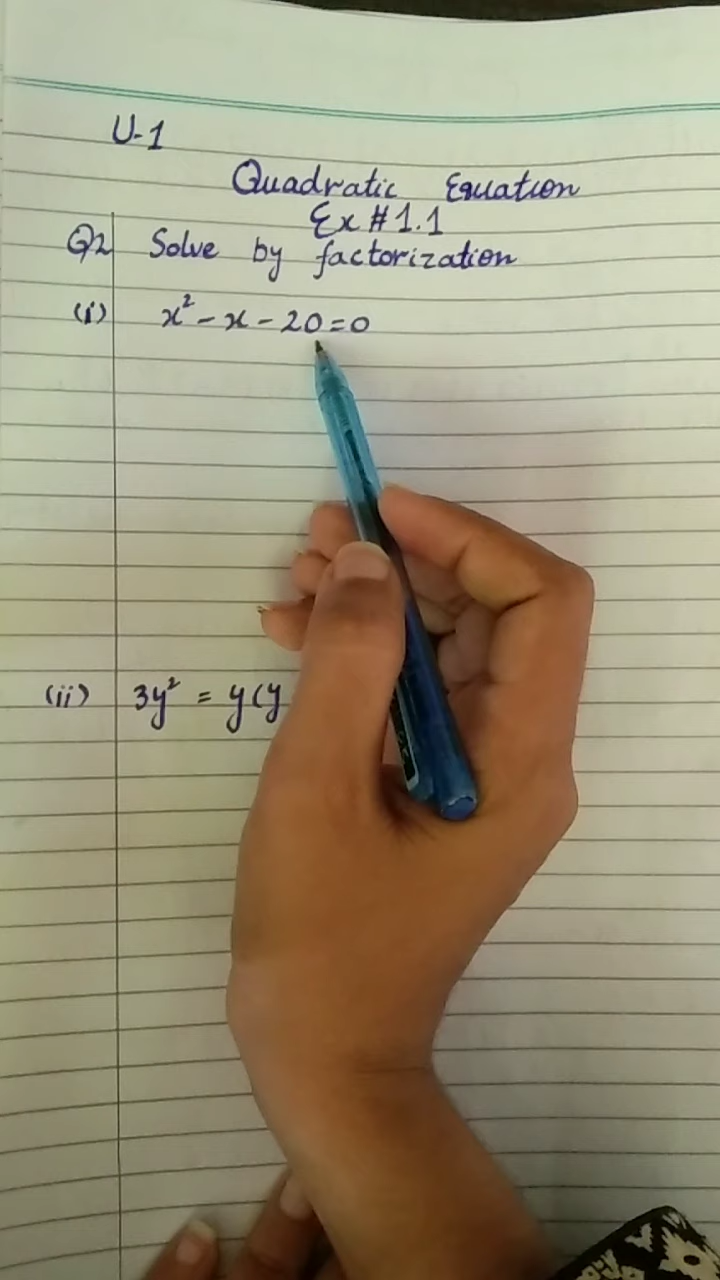 U-1
Quadratic Equation
Ex # 1.1
Q2 Solve by factorization
(i) x² - x - 20 = 0
(ii) 3y² = y(y